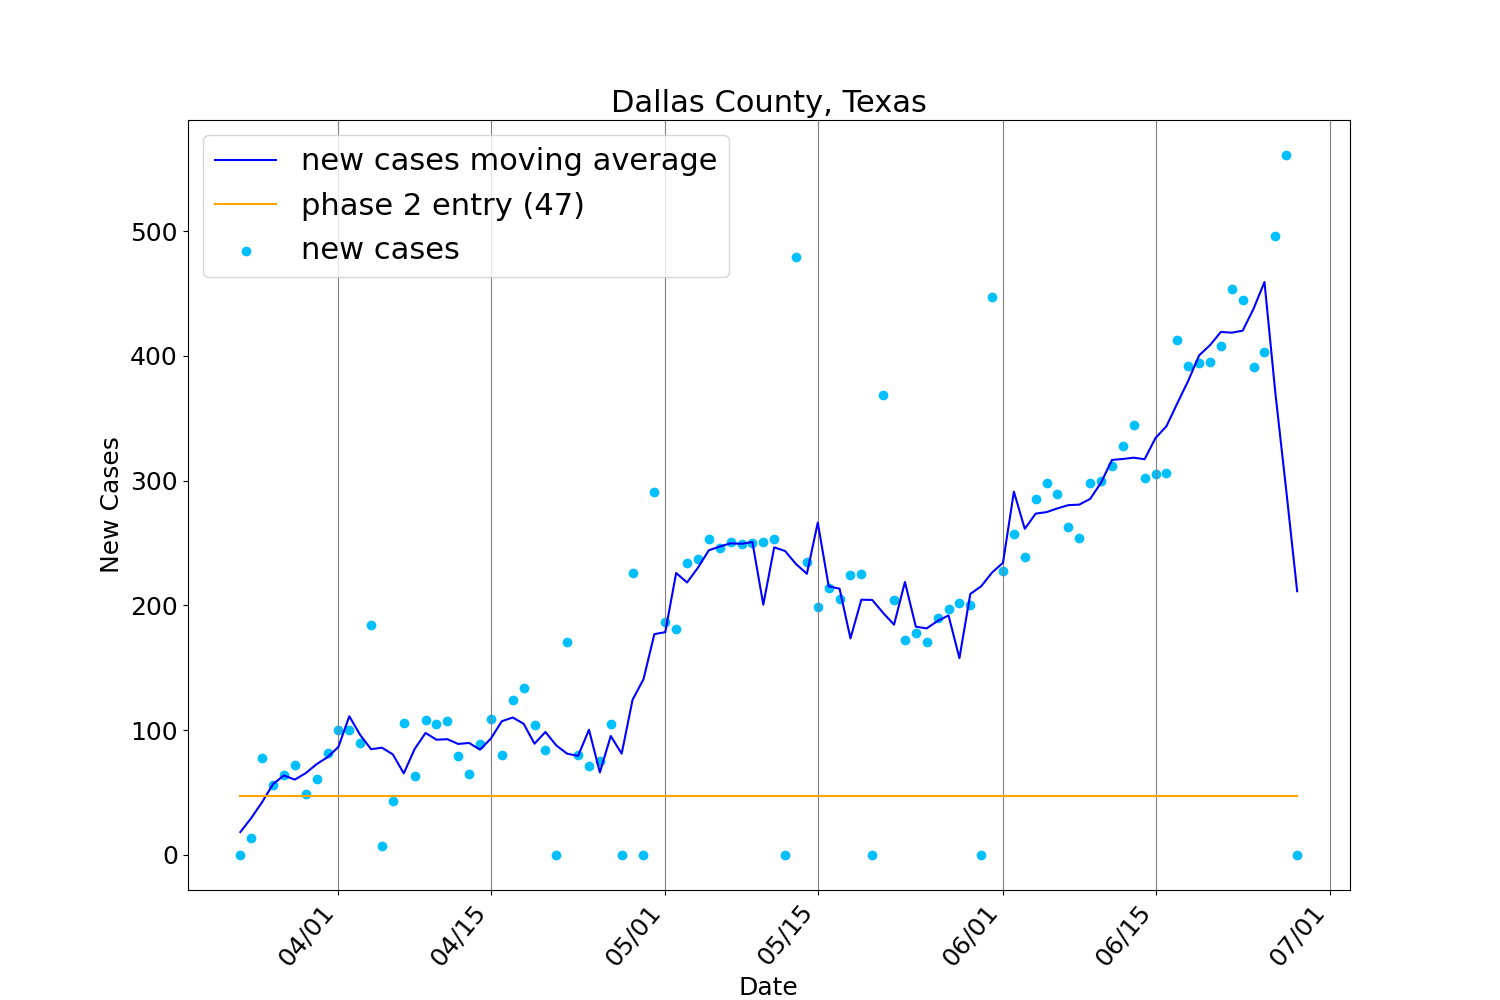 Dallas County, Texas
new cases moving average
phase 2 entry (47)
new cases
500
400
300
200
100
0
New Cases
04/01
04/15
05/01
05/15
06/01
06/15
07/01
Date